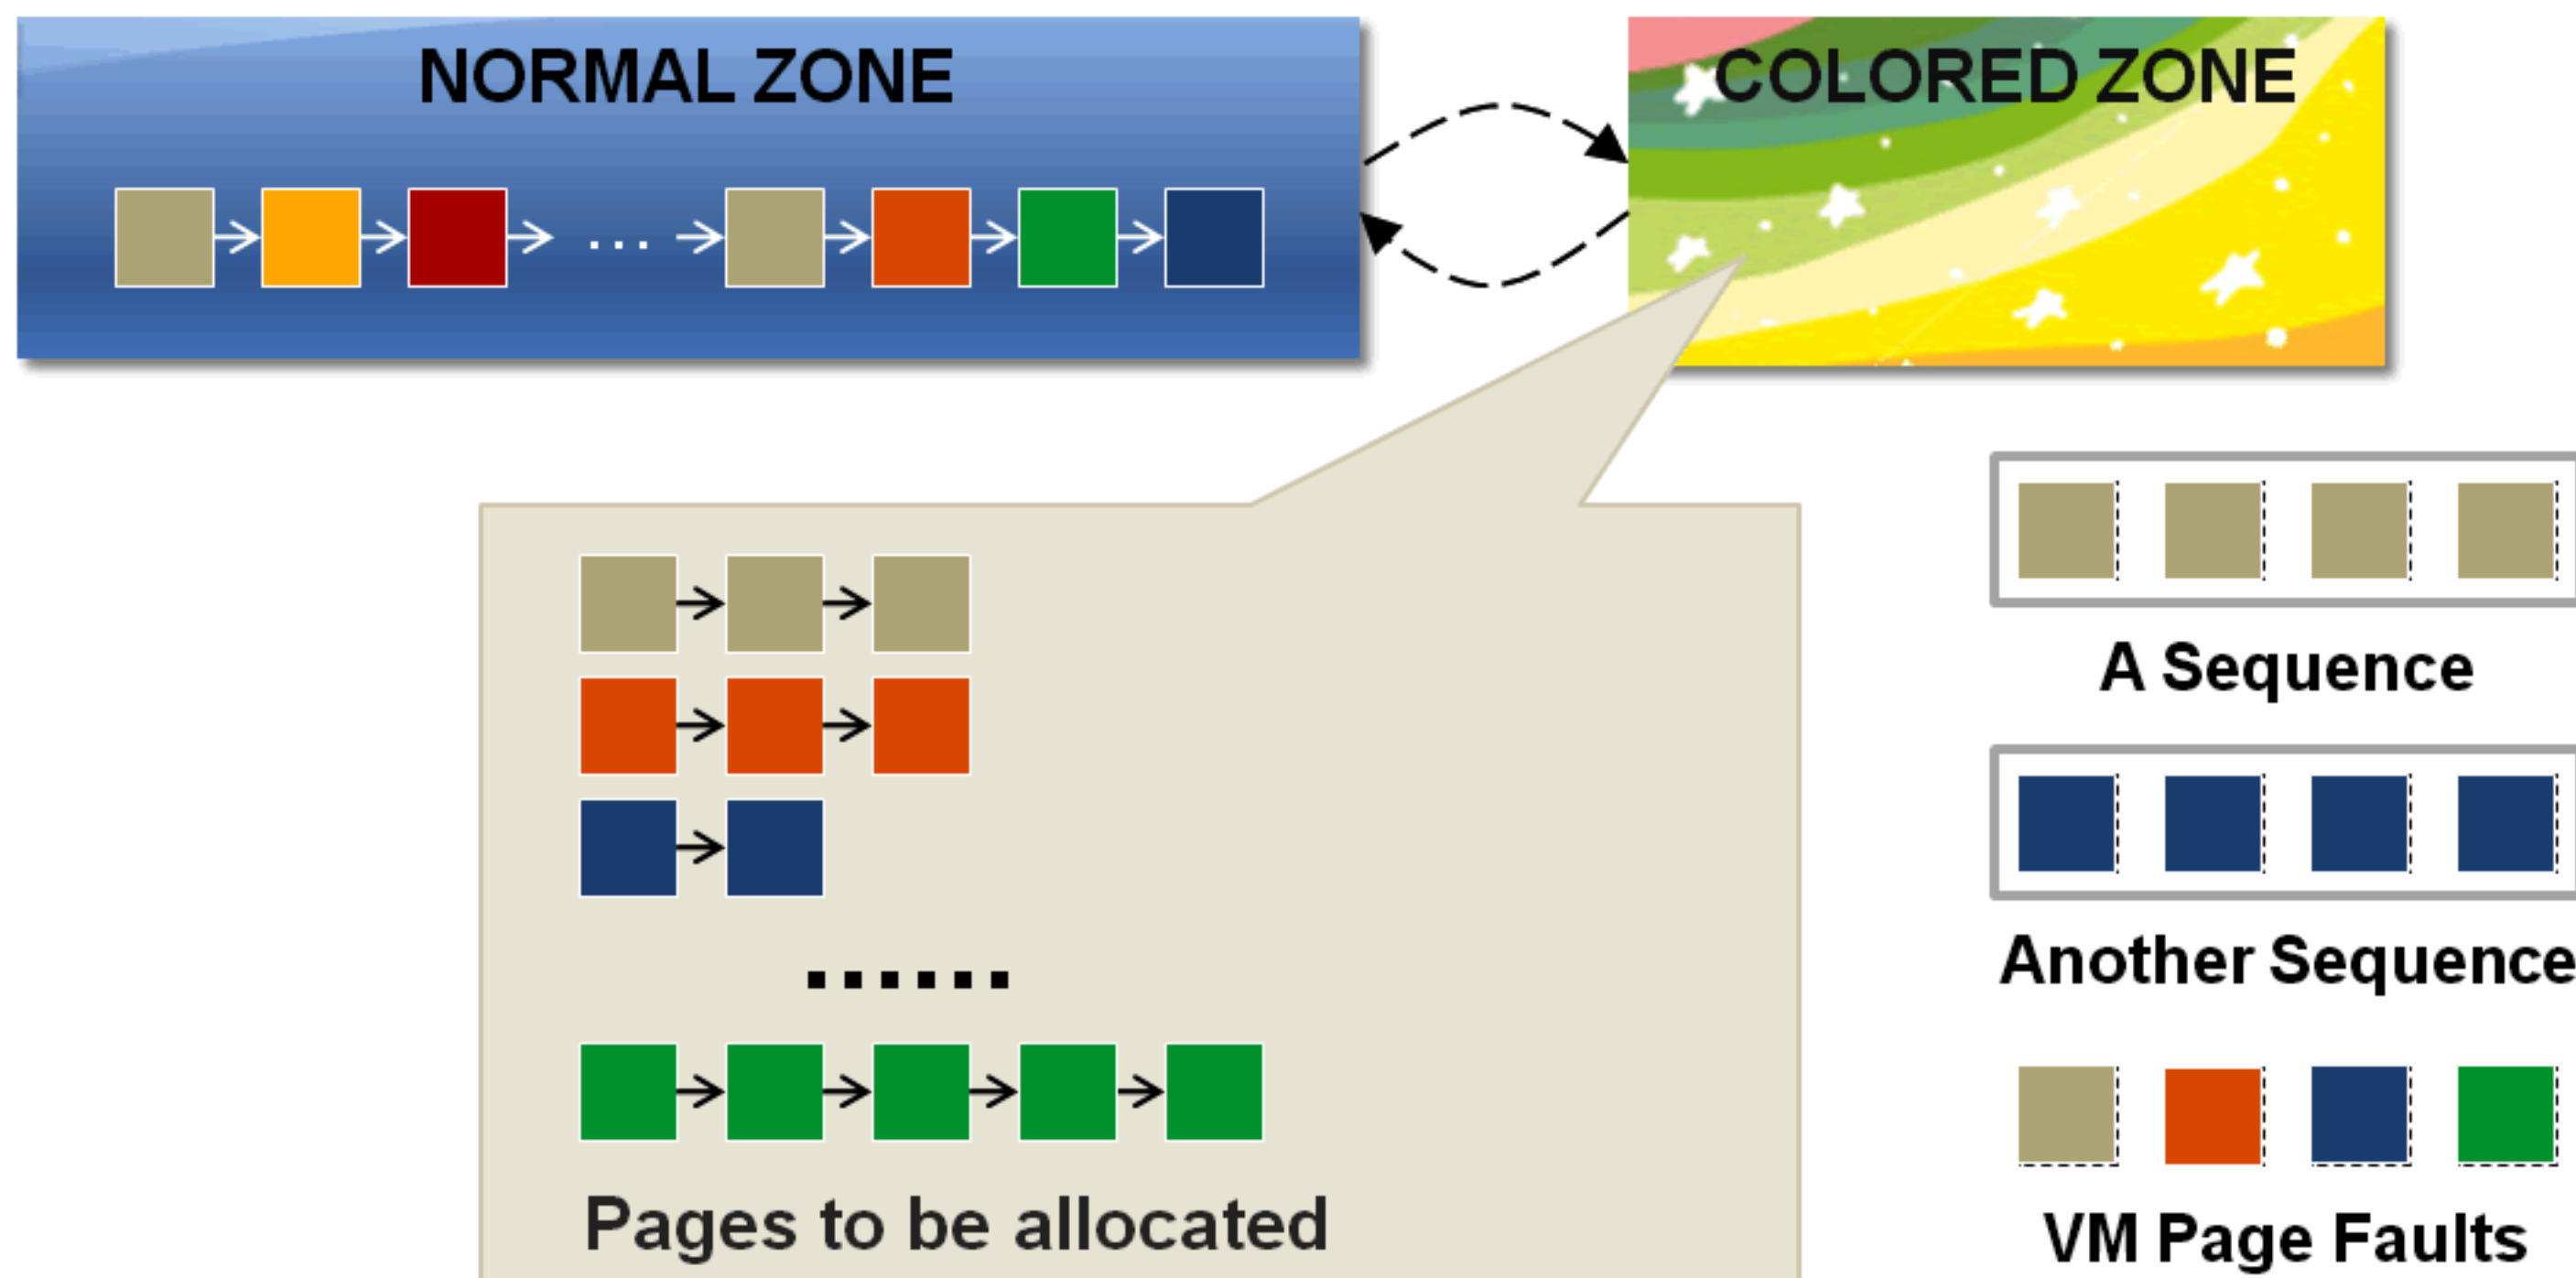 NORMAL ZONE
COLORED ZONE
...
A Sequence
Another Sequence
......
Pages to be allocated
VM Page Faults